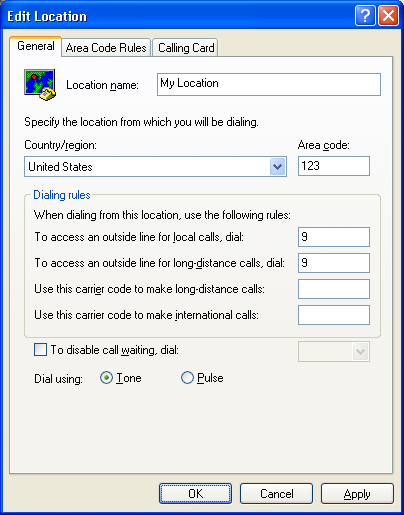 Edit Location
General Area Code Rules Calling Card
Location name: My Location
Specify the location from which you will be dialing.
Country/region: Area code:
United States 123
Dialing rules
When dialing from this location, use the following rules:
To access an outside line for local calls, dial: 9
To access an outside line for long-distance calls, dial: 9
Use this carrier code to make long-distance calls:
Use this carrier code to make international calls:
To disable call waiting, dial:
Dial using: Tone Pulse
OK Cancel Apply